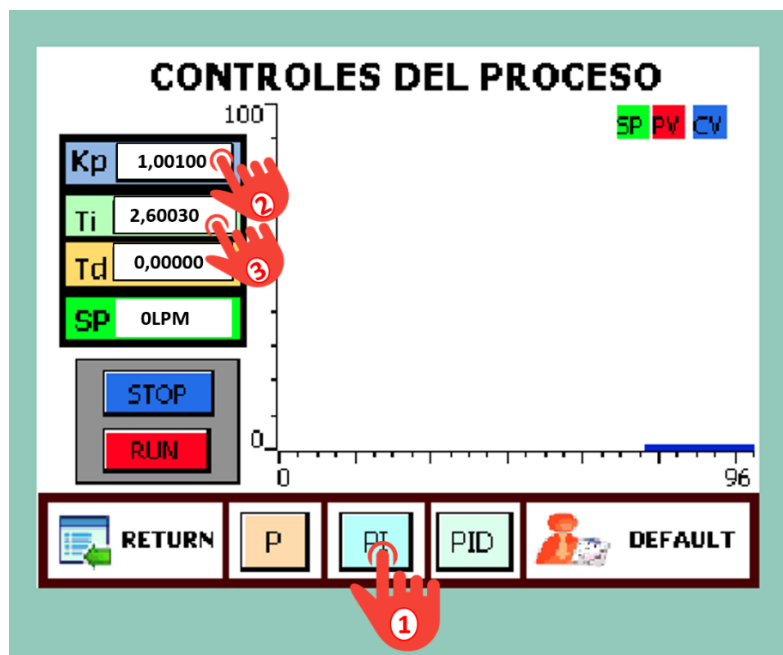 CONTROLES DEL PROCESO
100
SP PV CV
Kp 1,00100
2
Ti 2,60030
3
Td 0,00000
SP 0LPM
STOP
RUN
0
0
96
RETURN
P
PI
PID
DEFAULT
1